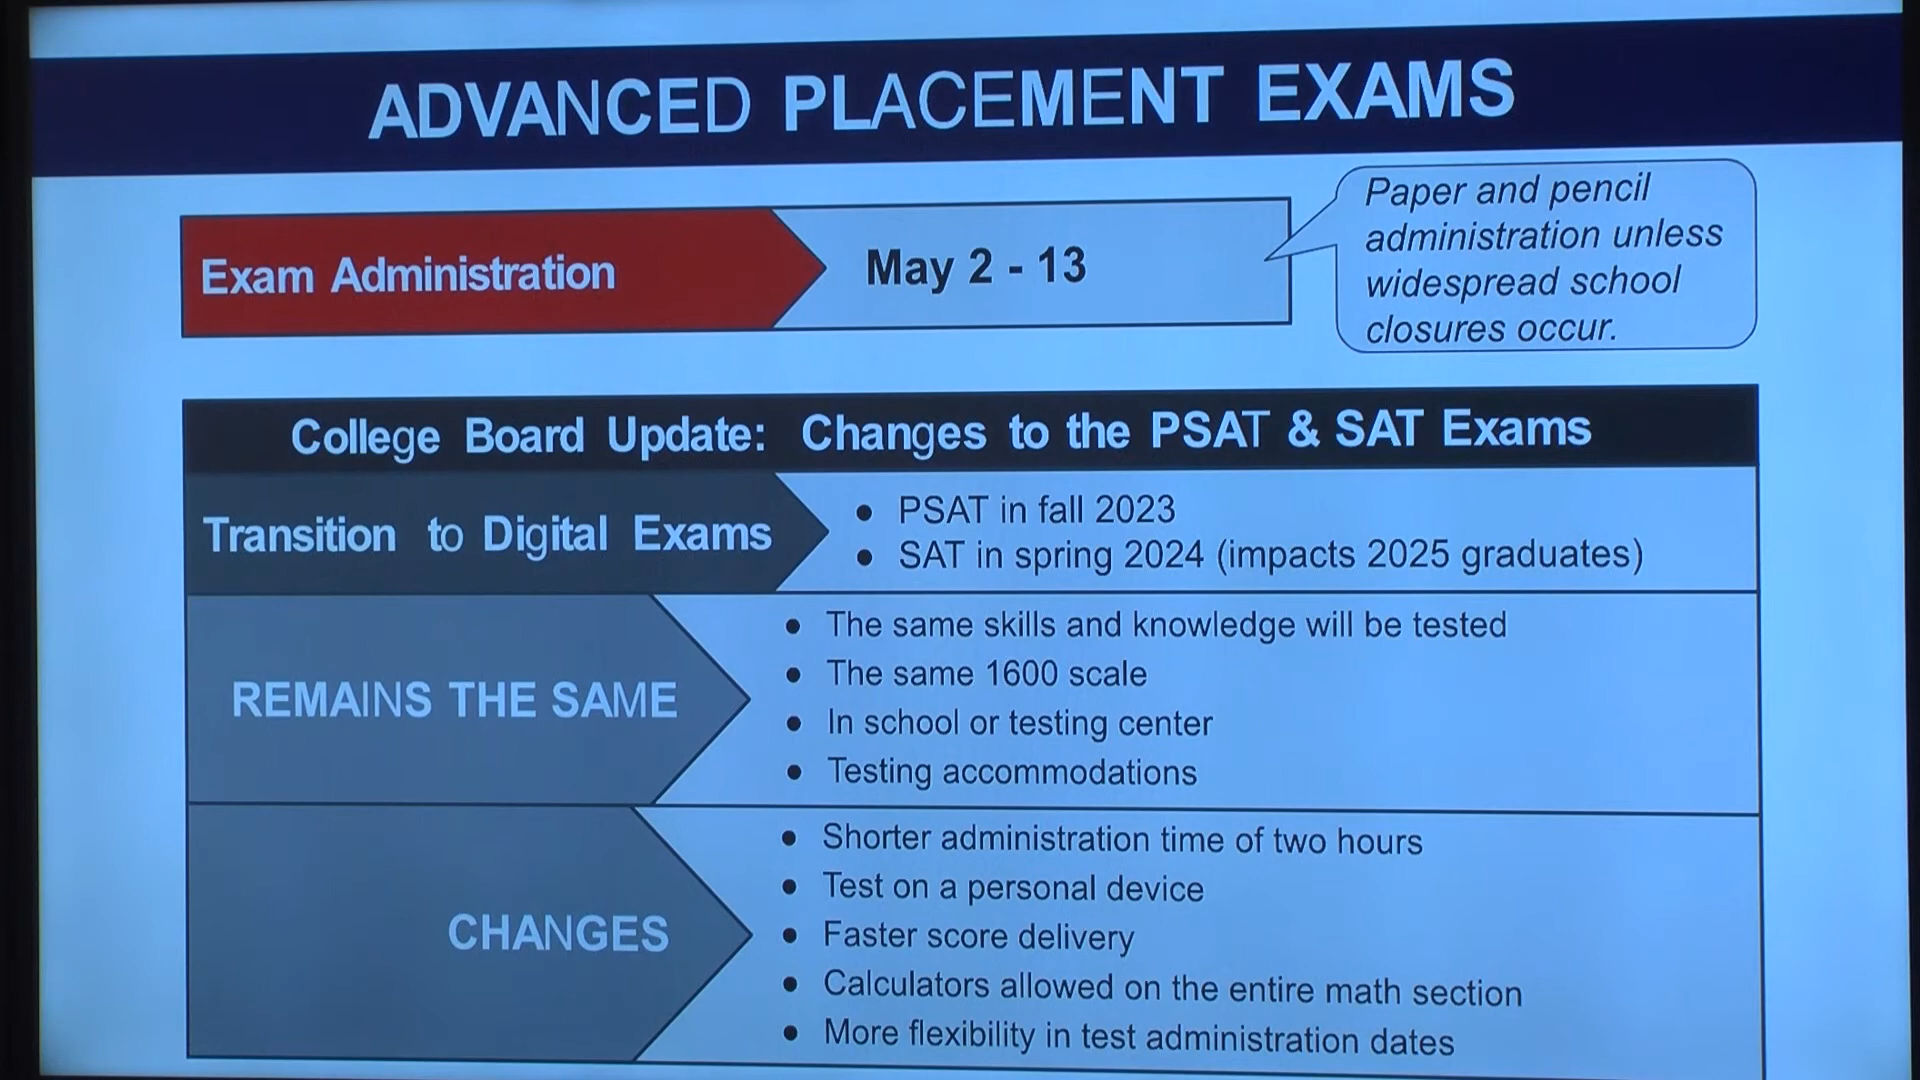 ADVANCED PLACEMENT EXAMS
Exam Administration
May 2 - 13
Paper and pencil
administration unless
widespread school
closures occur.
College Board Update: Changes to the PSAT & SAT Exams
Transition to Digital Exams
• PSAT in fall 2023
• SAT in spring 2024 (impacts 2025 graduates)
REMAINS THE SAME
• The same skills and knowledge will be tested
• The same 1600 scale
• In school or testing center
• Testing accommodations
CHANGES
• Shorter administration time of two hours
• Test on a personal device
• Faster score delivery
• Calculators allowed on the entire math section
• More flexibility in test administration dates